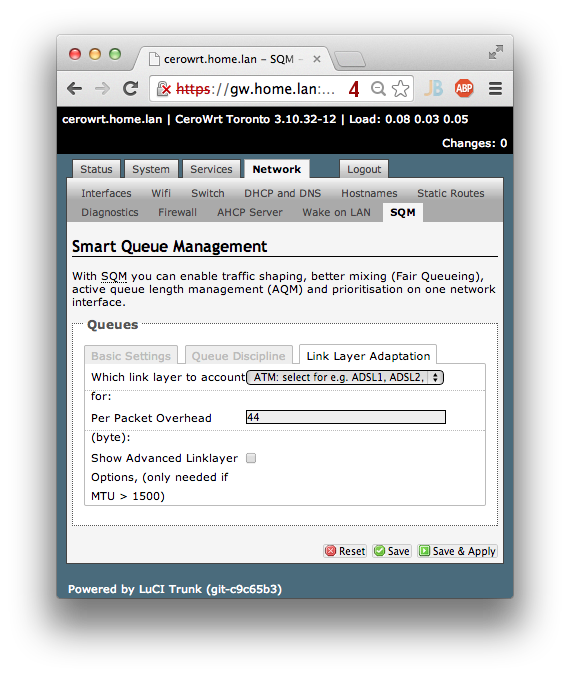 cerowrt.home.lan – SQM –
https://gw.home.lan:... 4 JB ABP
cerowrt.home.lan | CeroWrt Toronto 3.10.32-12 | Load: 0.08 0.03 0.05
Changes: 0
Status System Services Network Logout
Interfaces Wifi Switch DHCP and DNS Hostnames Static Routes
Diagnostics Firewall AHCP Server Wake on LAN SQM
Smart Queue Management
With SQM you can enable traffic shaping, better mixing (Fair Queueing),
active queue length management (AQM) and prioritisation on one network
interface.
Queues
Basic Settings Queue Discipline Link Layer Adaptation
Which link layer to account ATM: select for e.g. ADSL1, ADSL2,
for:
Per Packet Overhead 44
(byte):
Show Advanced Linklayer
Options, (only needed if
MTU > 1500)
Reset Save Save & Apply
Powered by LuCI Trunk (git-c9c65b3)